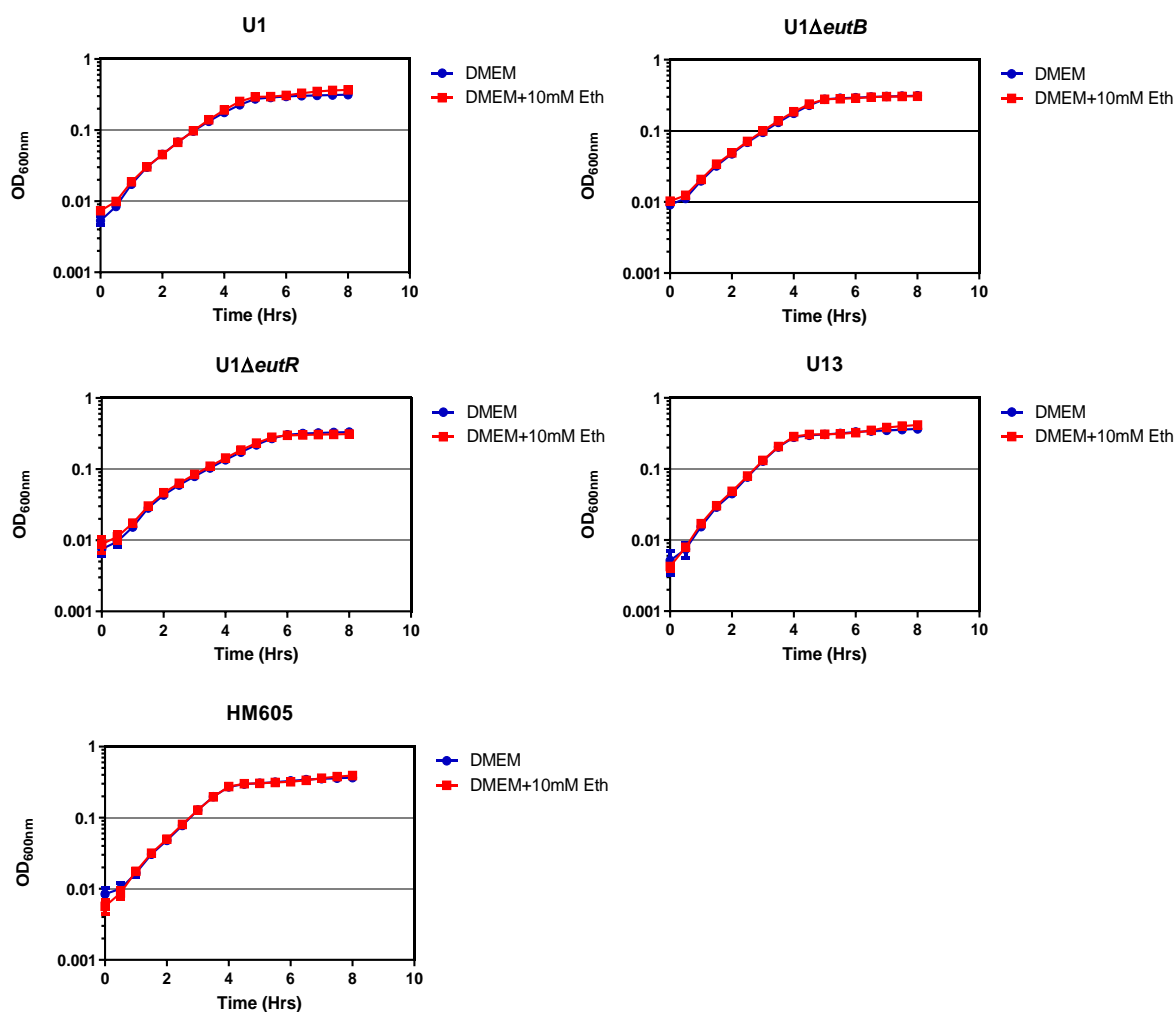 U1
1
0.1
0.01
0.001
OD600nm
0 2 4 6 8 10
Time (Hrs)
DMEM
DMEM+10mM Eth
U1ΔeutB
1
0.1
0.01
0.001
OD600nm
0 2 4 6 8 10
Time (Hrs)
DMEM
DMEM+10mM Eth
U1ΔeutR
1
0.1
0.01
0.001
OD600nm
0 2 4 6 8 10
Time (Hrs)
DMEM
DMEM+10mM Eth
U13
1
0.1
0.01
0.001
OD600nm
0 2 4 6 8 10
Time (Hrs)
DMEM
DMEM+10mM Eth
HM605
1
0.1
0.01
0.001
OD600nm
0 2 4 6 8 10
Time (Hrs)
DMEM
DMEM+10mM Eth